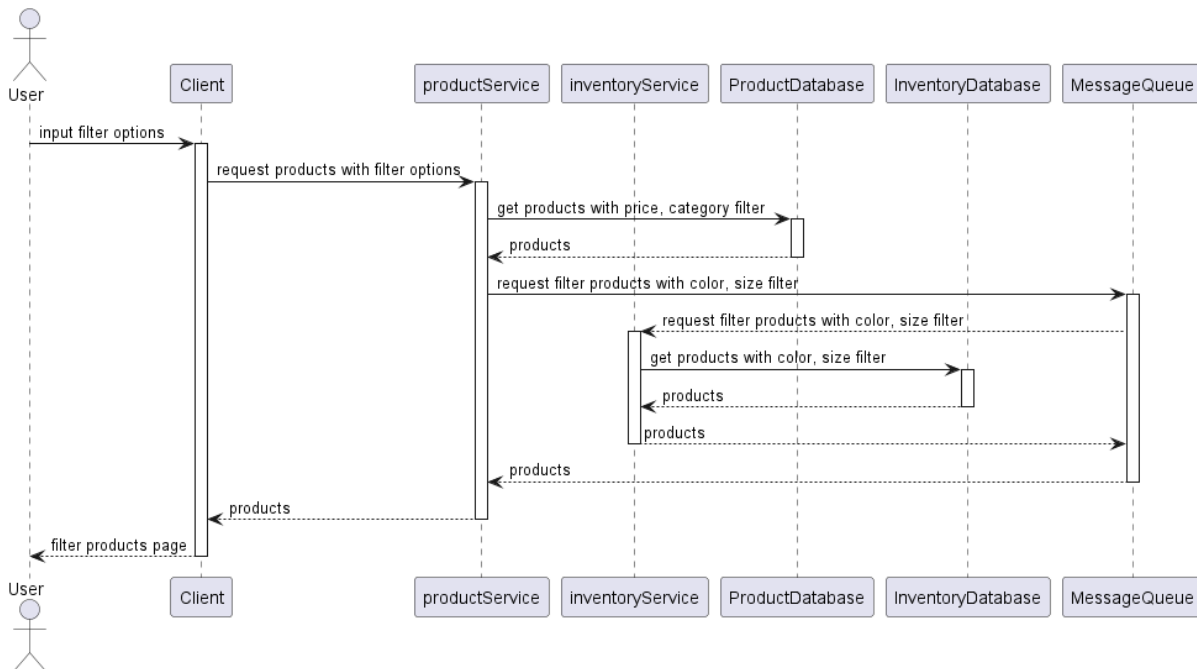 User
Client
productService
inventoryService
ProductDatabase
InventoryDatabase
MessageQueue
input filter options
request products with filter options
get products with price, category filter
products
request filter products with color, size filter
request filter products with color, size filter
get products with color, size filter
products
products
products
products
filter products page
User
Client
productService
inventoryService
ProductDatabase
InventoryDatabase
MessageQueue